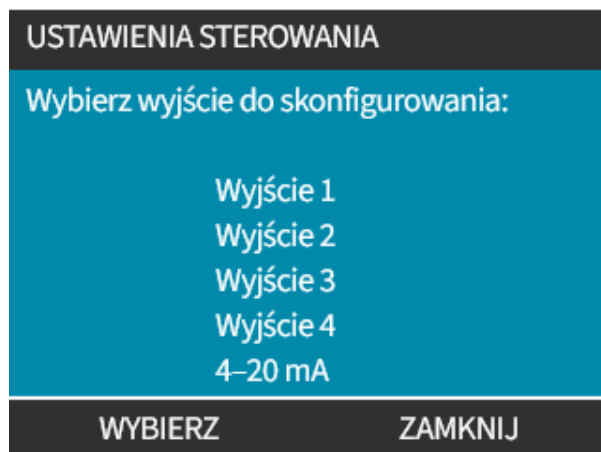 USTAWIENIA STEROWANIA
Wybierz wyjście do skonfigurowania:
Wyjście 1
Wyjście 2
Wyjście 3
Wyjście 4
4–20 mA
WYBIERZ ZAMKNIJ